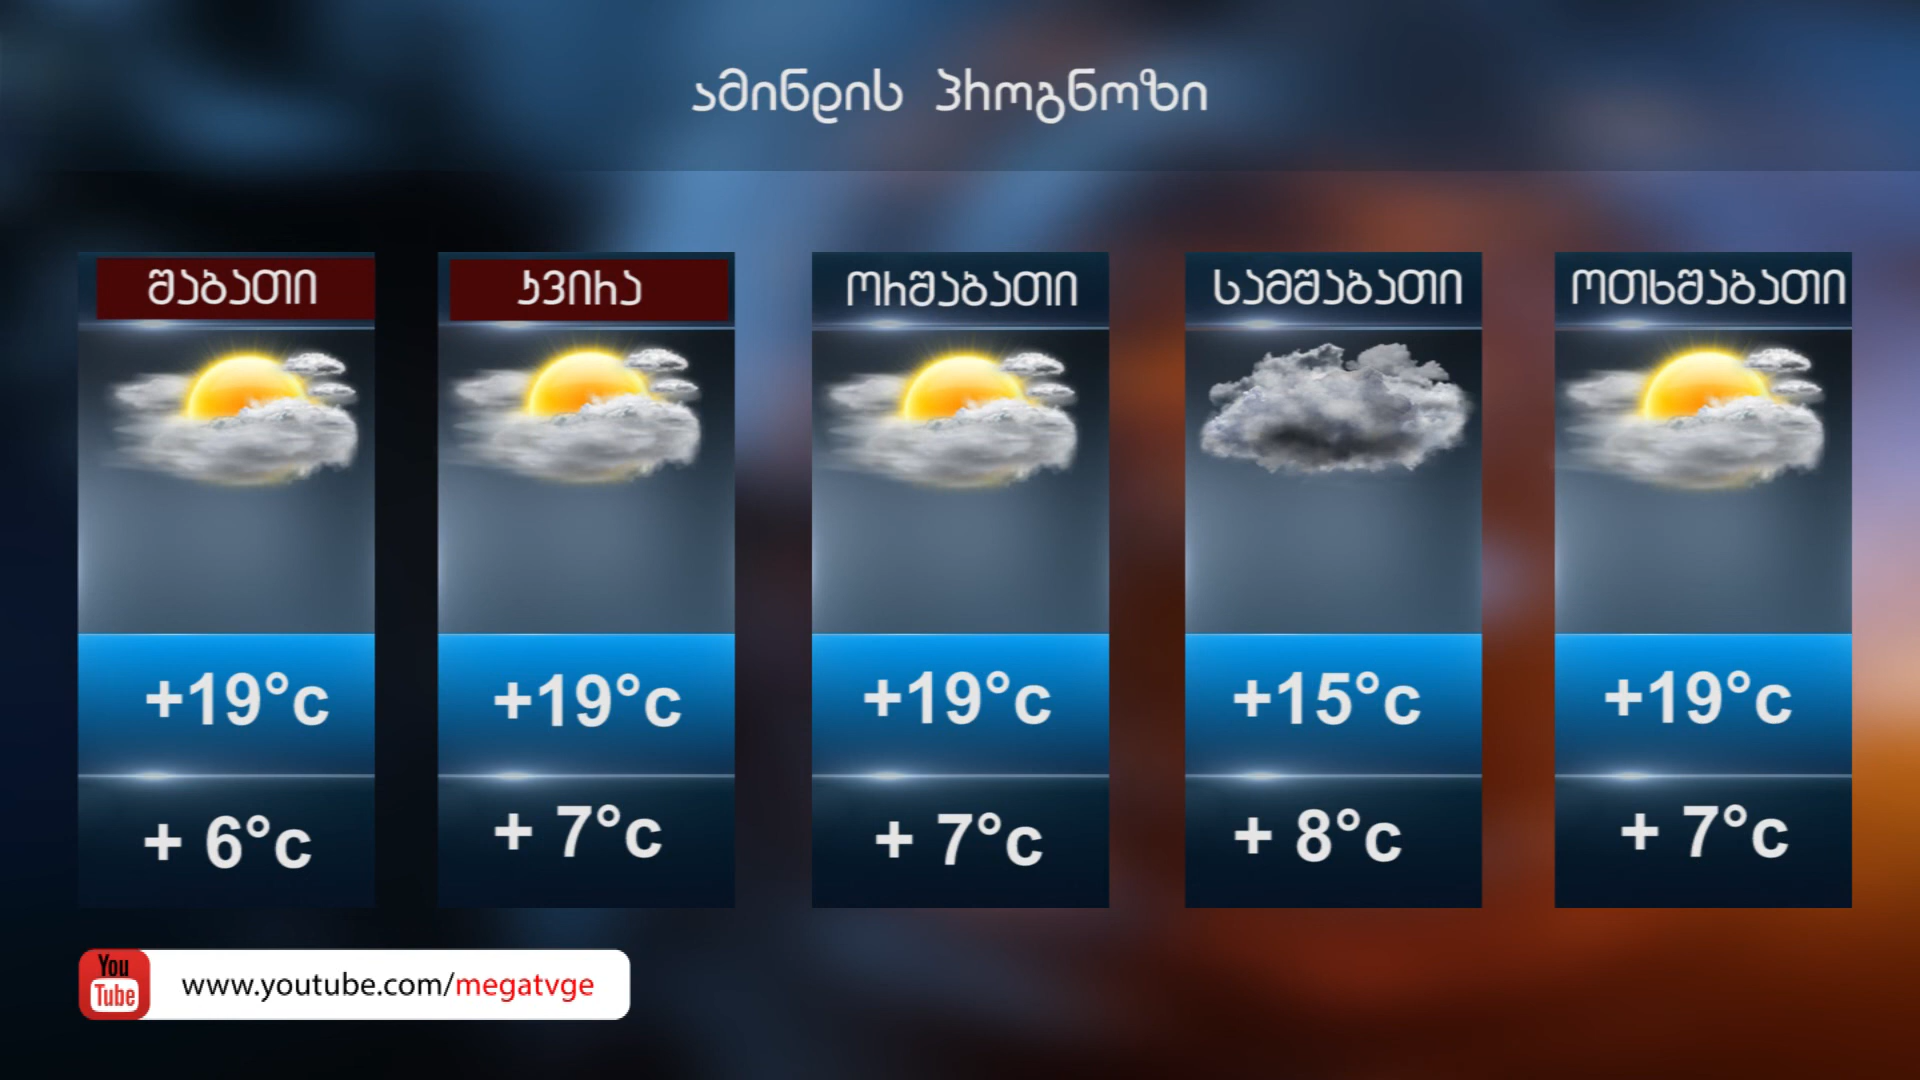 ამინდის პროგნოზი
შაბათი
კვირა
ორშაბათი
სამშაბათი
ოთხშაბათი
+19°c
+19°c
+19°c
+15°c
+19°c
+ 6°c
+ 7°c
+ 7°c
+ 8°c
+ 7°c
You
Tube
www.youtube.com/megatvge